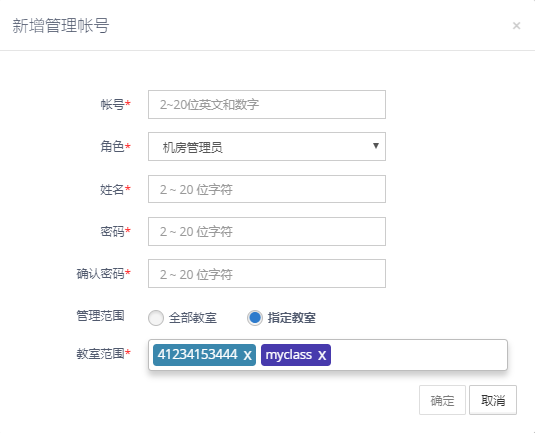 新增管理帐号 ×
帐号* 2~20位英文和数字
角色* 机房管理员
姓名* 2 ~ 20 位字符
密码* 2 ~ 20 位字符
确认密码* 2 ~ 20 位字符
管理范围 全部教室 指定教室
教室范围* 41234153444 x myclass x
确定 取消